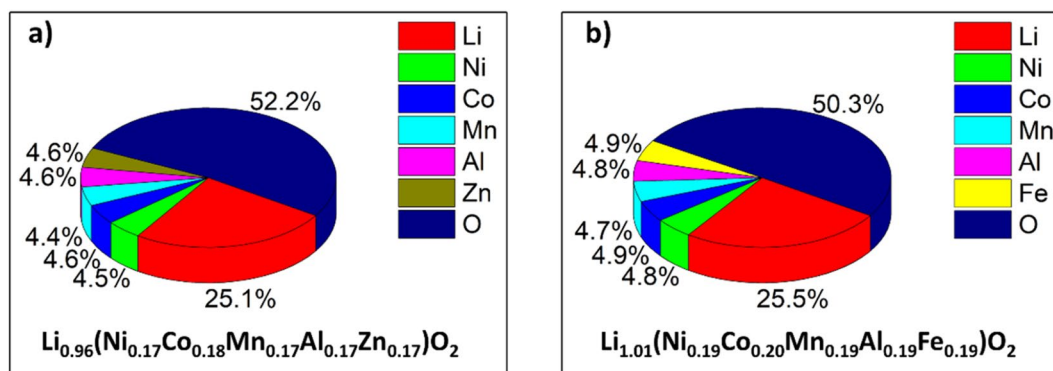 a)
Li
Ni
Co
Mn
Al
Zn
O
52.2%
4.6%
4.6%
4.4%
4.6%
4.5%
25.1%
Li₀.₉₆(Ni₀.₁₇Co₀.₁₈Mn₀.₁₇Al₀.₁₇Zn₀.₁₇)O₂
b)
Li
Ni
Co
Mn
Al
Fe
O
50.3%
4.9%
4.8%
4.7%
4.9%
4.8%
25.5%
Li₁.₀₁(Ni₀.₁₉Co₀.₂₀Mn₀.₁₉Al₀.₁₉Fe₀.₁₉)O₂